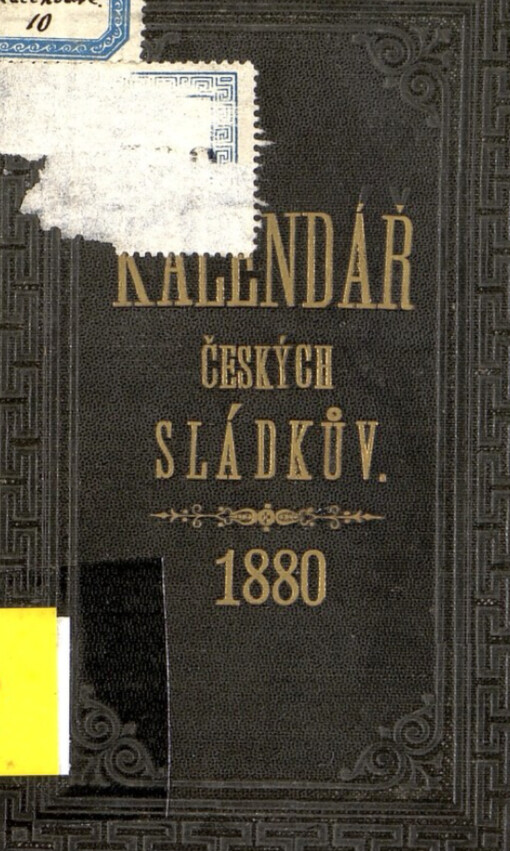 10
KALENDÁŘ
ČESKÝCH
SLÁDKŮV.
1880